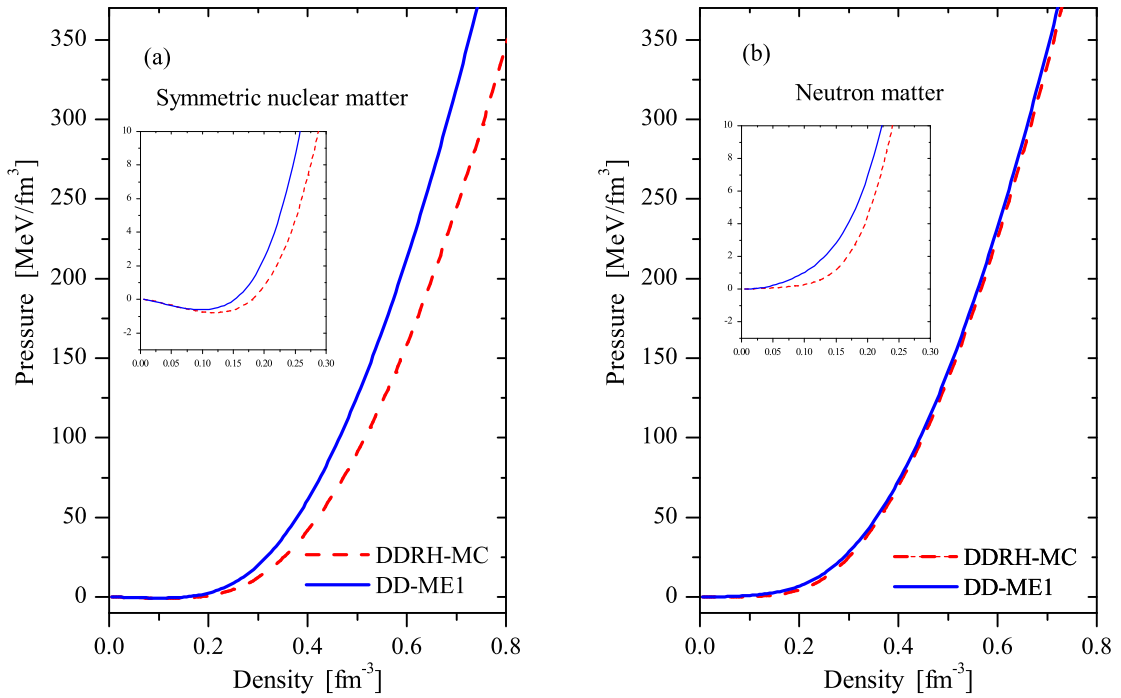 (a)
Symmetric nuclear matter
Pressure [MeV/fm³]
350
300
250
200
150
100
50
0
10
8
6
4
2
0
-2
0.00 0.05 0.10 0.15 0.20 0.25 0.30
DDRH-MC
DD-ME1
0.0 0.2 0.4 0.6 0.8
Density [fm⁻³]
(b)
Neutron matter
Pressure [MeV/fm³]
350
300
250
200
150
100
50
0
10
8
6
4
2
0
-2
0.00 0.05 0.10 0.15 0.20 0.25 0.30
DDRH-MC
DD-ME1
0.0 0.2 0.4 0.6 0.8
Density [fm⁻³]